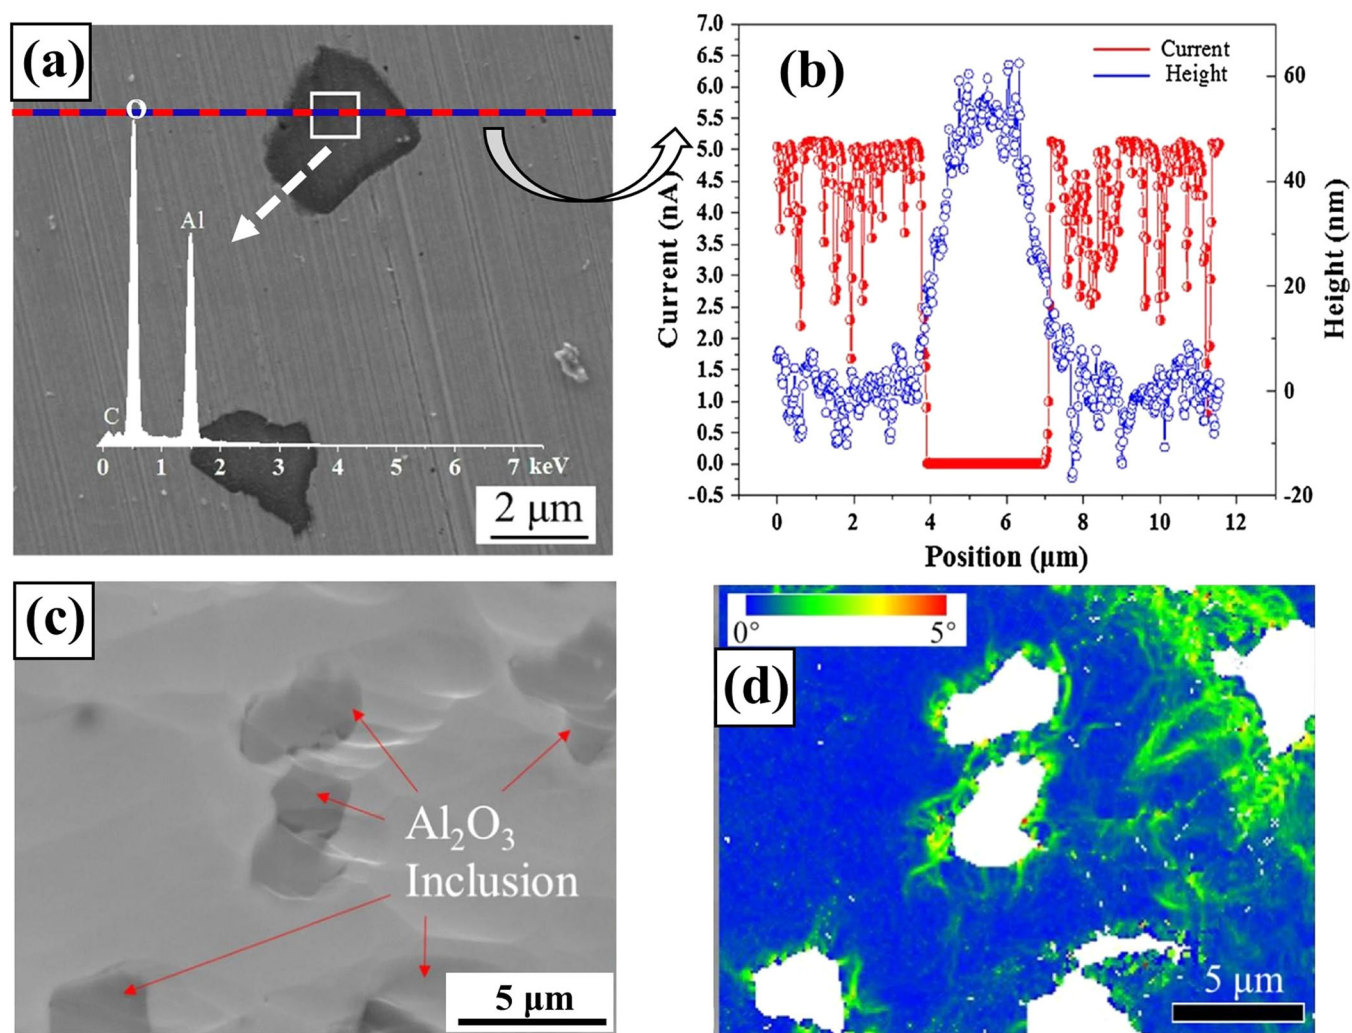 (a)
O
Al
C
0 1 2 3 4 5 6 7 keV
2 μm
(b)
Current
Height
7.0
6.5
6.0
5.5
5.0
4.5
4.0
3.5
3.0
2.5
2.0
1.5
1.0
0.5
0.0
-0.5
Current (nA)
60
40
20
0
-20
Height (nm)
0 2 4 6 8 10 12
Position (μm)
(c)
Al₂O₃
Inclusion
5 μm
0° 5°
(d)
5 μm